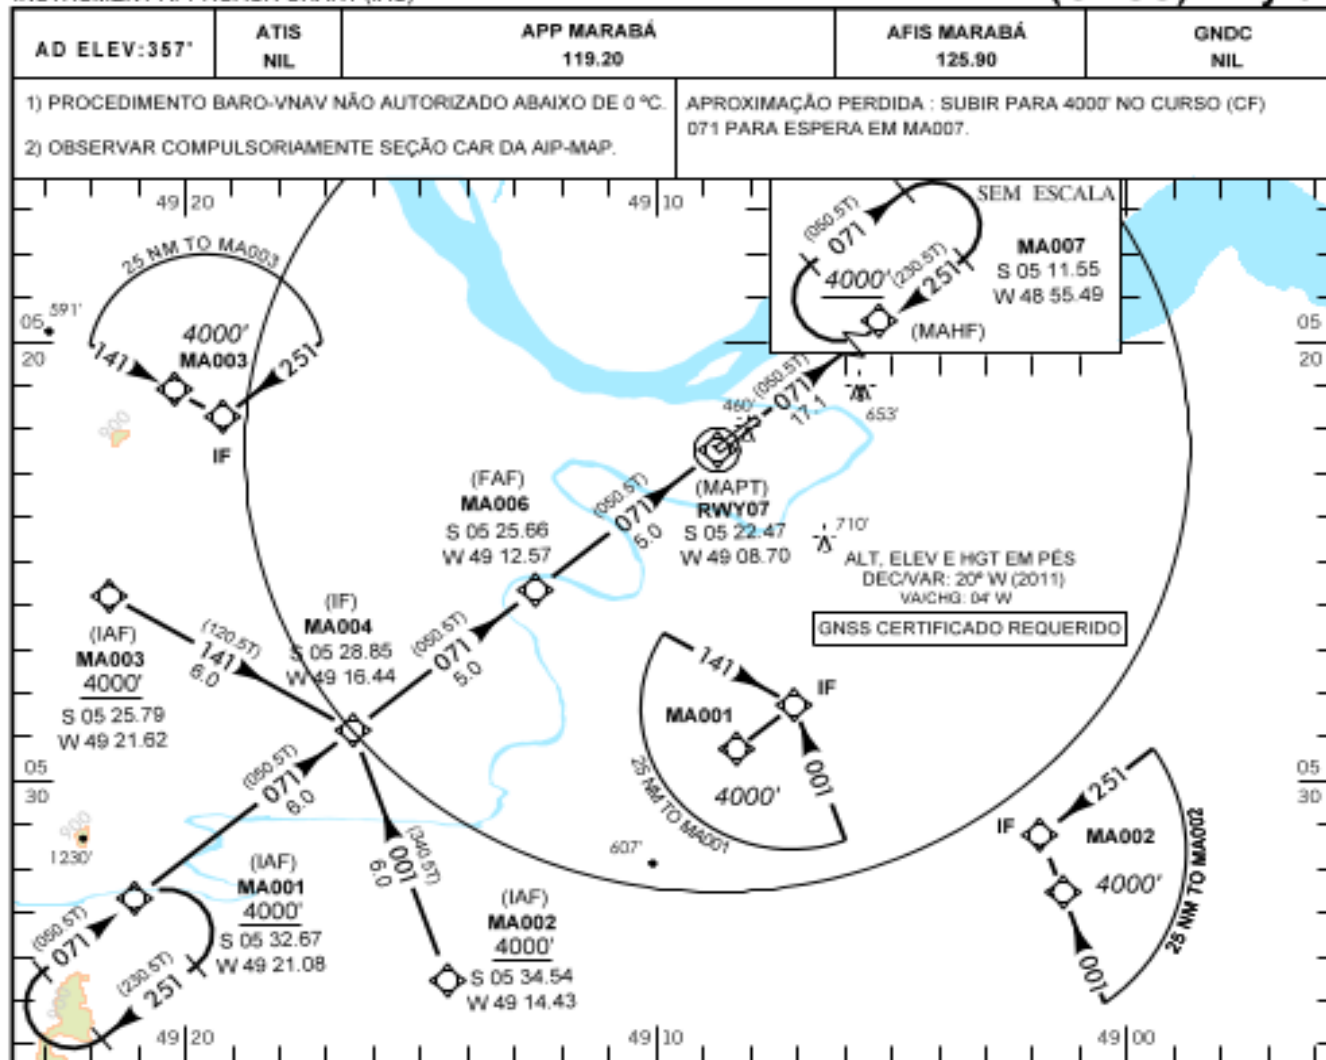 AD ELEV:357'
ATIS
NIL
APP MARABÁ
119.20
AFIS MARABÁ
125.90
GNDC
NIL
1) PROCEDIMENTO BARO-VNAV NÃO AUTORIZADO ABAIXO DE 0 ºC.
2) OBSERVAR COMPULSORIAMENTE SEÇÃO CAR DA AIP-MAP.
APROXIMAÇÃO PERDIDA : SUBIR PARA 4000' NO CURSO (CF)
071 PARA ESPERA EM MA007.
49 20
49 10
SEM ESCALA
(050.5T)
071
4000'
(230.5T)
251
MA007
S 05 11.55
W 48 55.49
(MAHF)
25 NM TO MA003
4000'
MA003
141
251
IF
591'
05
20
05
20
900
460'
(050.5T)
071
17.1
653'
(MAPT)
RWY07
S 05 22.47
W 49 08.70
(FAF)
MA006
S 05 25.66
W 49 12.57
(050.5T)
071
5.0
710'
ALT, ELEV E HGT EM PÉS
DEC/VAR: 20º W (2011)
VA/CHG: 04' W
GNSS CERTIFICADO REQUERIDO
(IAF)
MA003
4000'
S 05 25.79
W 49 21.62
(120.5T)
141
6.0
(IF)
MA004
S 05 28.85
W 49 16.44
(050.5T)
071
5.0
141
IF
MA001
4000'
001
25 NM TO MA001
05
30
05
30
(050.5T)
071
6.0
900
1230'
(340.5T)
001
6.0
607'
251
IF
MA002
4000'
001
25 NM TO MA002
(IAF)
MA001
4000'
S 05 32.67
W 49 21.08
(050.5T)
071
(230.5T)
251
900
(IAF)
MA002
4000'
S 05 34.54
W 49 14.43
49 20
49 10
49 00